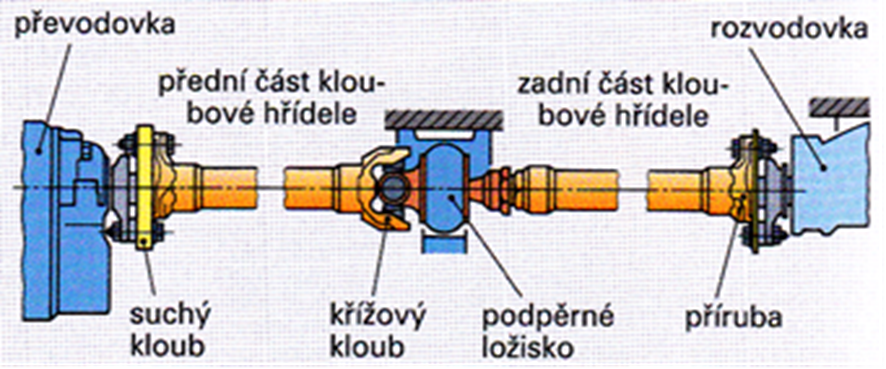 převodovka
rozvodovka
přední část klou-
bové hřídele
zadní část klou-
bové hřídele
suchý
kloub
křížový
kloub
podpěrné
ložisko
příruba